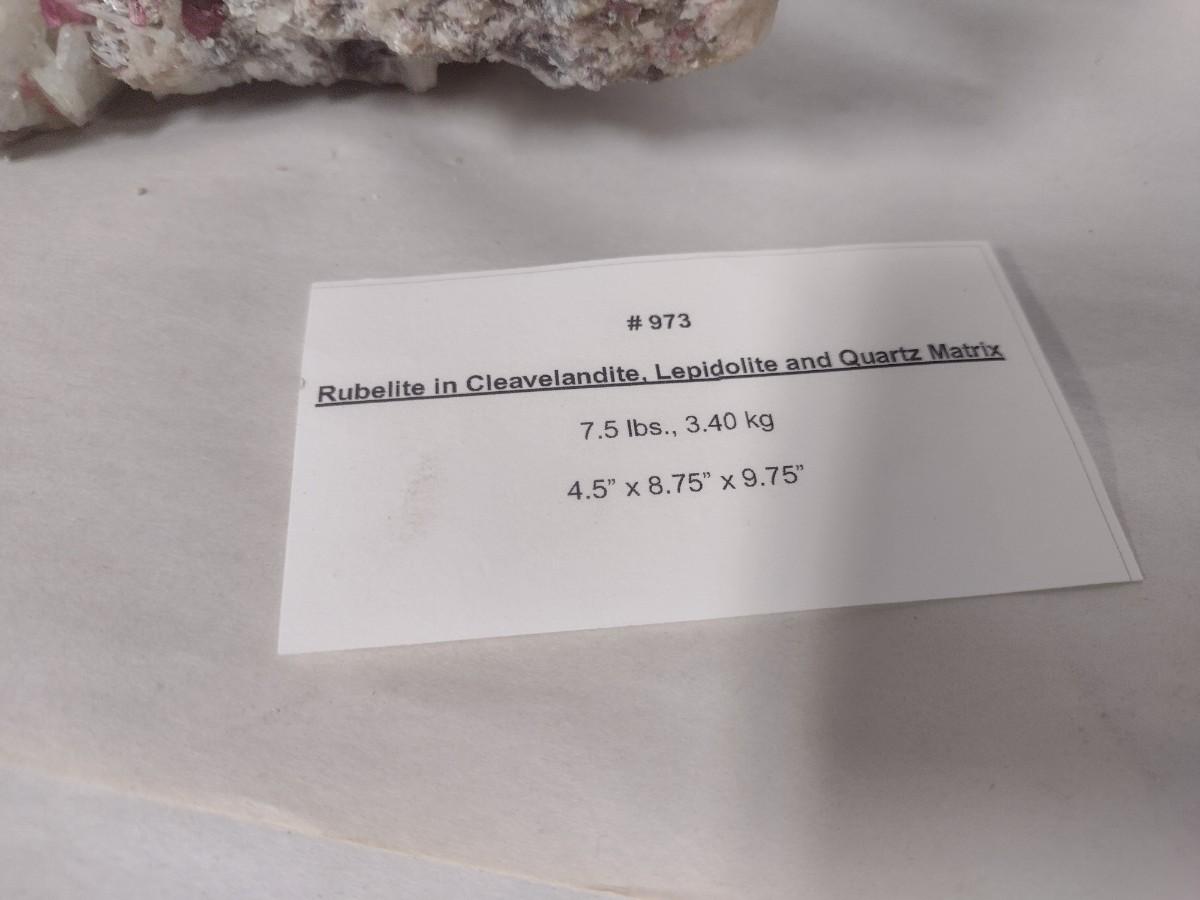 # 973
Rubelite in Cleavelandite, Lepidolite and Quartz Matrix
7.5 lbs., 3.40 kg
4.5” x 8.75” x 9.75”